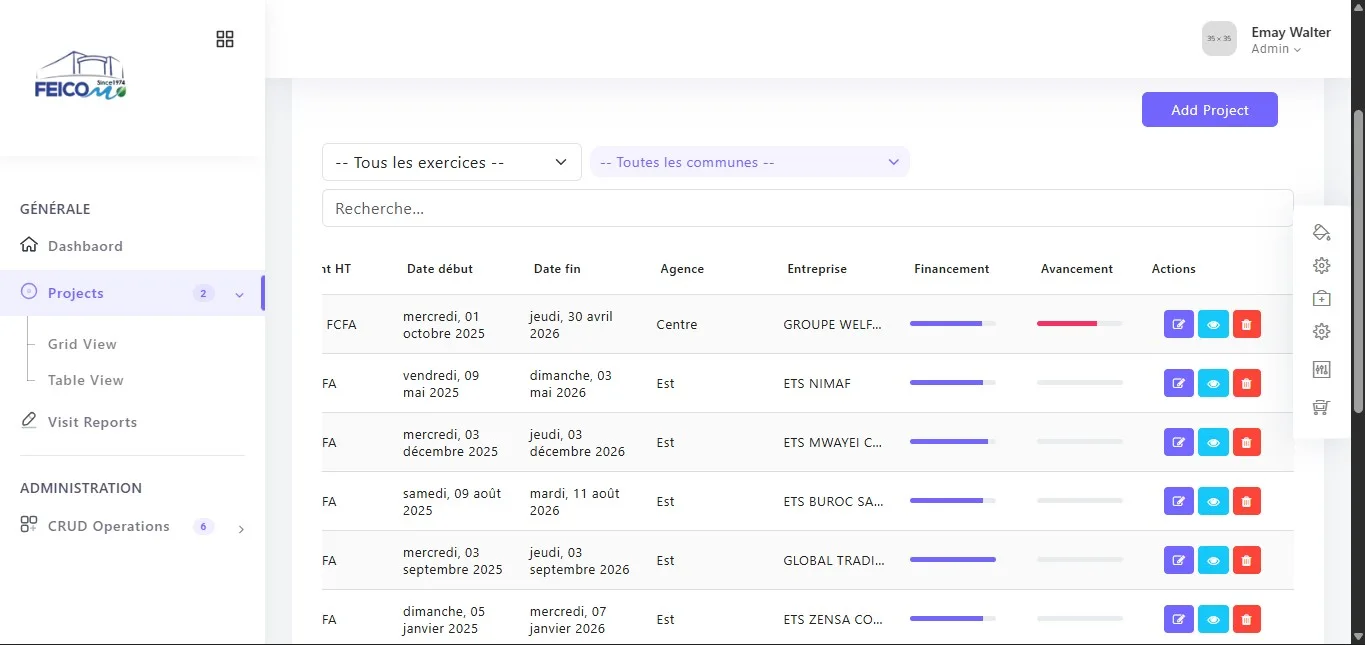 FEICOM
Since1974
35 × 35
Emay Walter
Admin
Add Project
-- Tous les exercices --
-- Toutes les communes --
Recherche...
GÉNÉRALE
Dashbaord
Projects 2
Grid View
Table View
Visit Reports
ADMINISTRATION
CRUD Operations 6
nt HT Date début Date fin Agence Entreprise Financement Avancement Actions
FCFA mercredi, 01 octobre 2025 jeudi, 30 avril 2026 Centre GROUPE WELF...
FA vendredi, 09 mai 2025 dimanche, 03 mai 2026 Est ETS NIMAF
FA mercredi, 03 décembre 2025 jeudi, 03 décembre 2026 Est ETS MWAYEI C...
FA samedi, 09 août 2025 mardi, 11 août 2026 Est ETS BUROC SA...
FA mercredi, 03 septembre 2025 jeudi, 03 septembre 2026 Est GLOBAL TRADI...
FA dimanche, 05 janvier 2025 mercredi, 07 janvier 2026 Est ETS ZENSA CO...